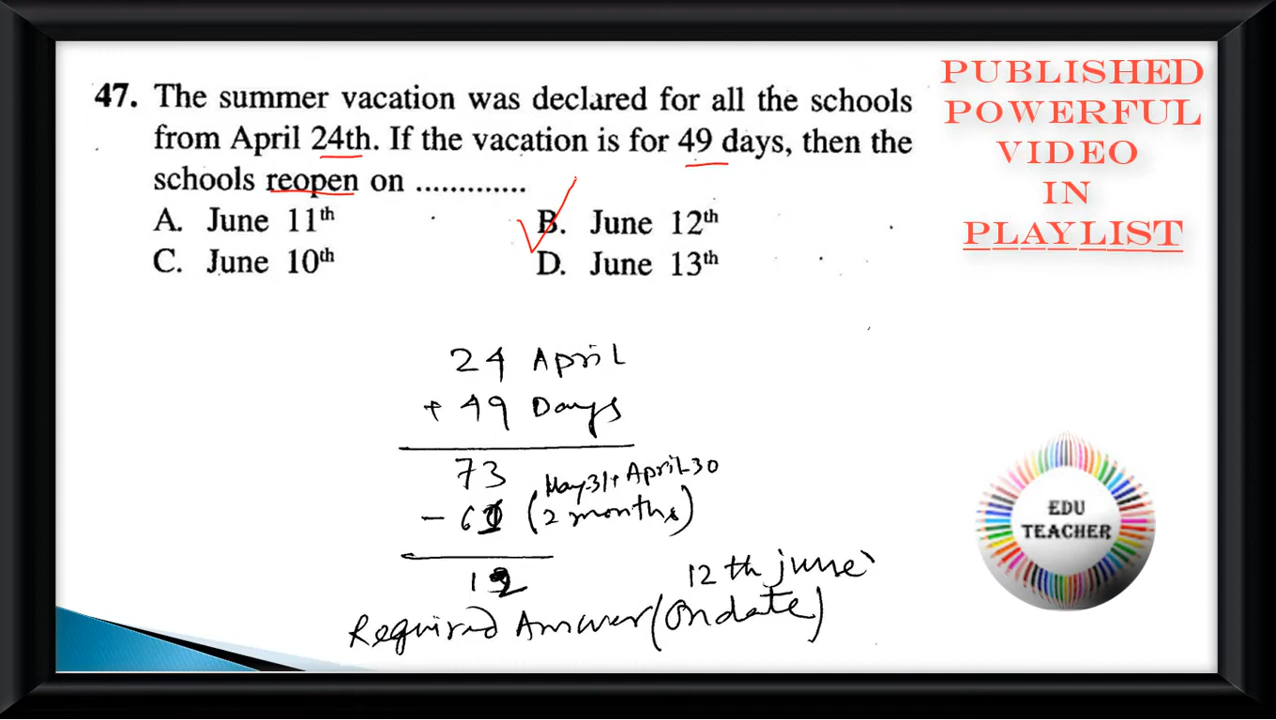 47. The summer vacation was declared for all the schools
from April 24th. If the vacation is for 49 days, then the
schools reopen on .............
A. June 11th
B. June 12th
C. June 10th
D. June 13th
PUBLISHED
POWERFUL
VIDEO
IN
PLAYLIST
24 April
+ 49 Days
73
May-31+ April-30
- 61 (2 months)
12
12th june
Required Answer (On date)
EDU
TEACHER